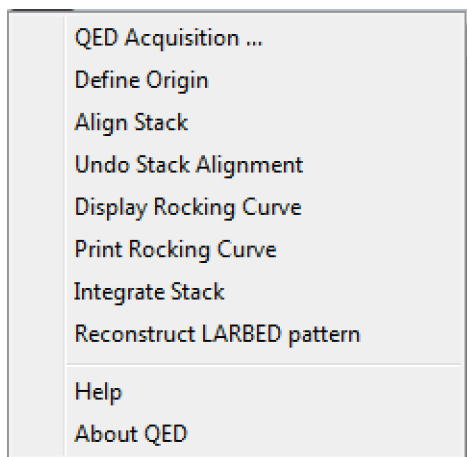 QED Acquisition ...
Define Origin
Align Stack
Undo Stack Alignment
Display Rocking Curve
Print Rocking Curve
Integrate Stack
Reconstruct LARBED pattern
Help
About QED